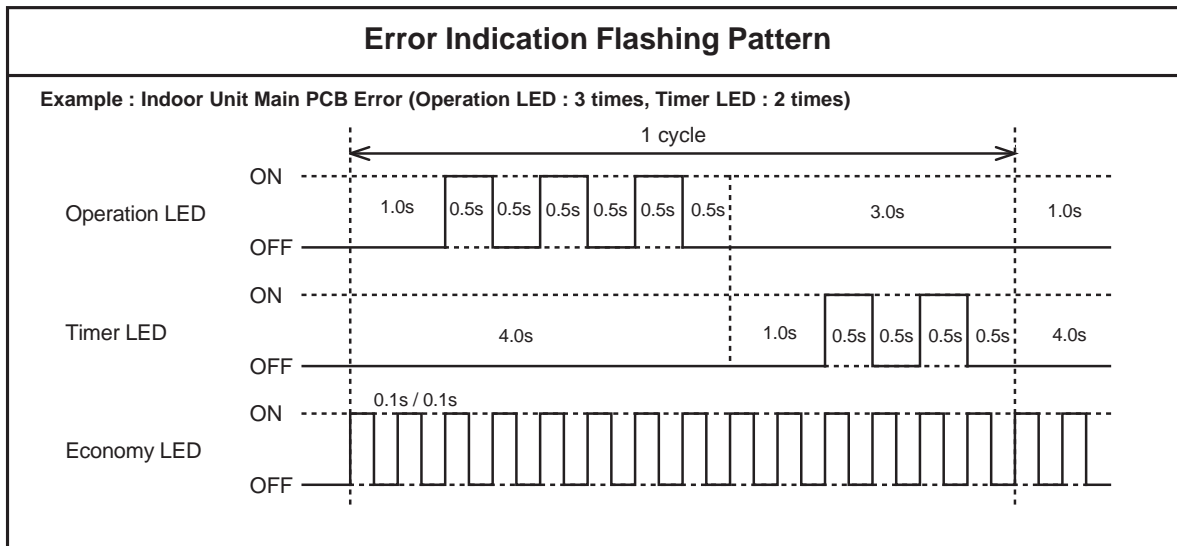 Error Indication Flashing Pattern
Example : Indoor Unit Main PCB Error (Operation LED : 3 times, Timer LED : 2 times)
1 cycle
ON
Operation LED
1.0s 0.5s 0.5s 0.5s 0.5s 0.5s 0.5s 3.0s 1.0s
OFF
ON
Timer LED
4.0s 1.0s 0.5s 0.5s 0.5s 0.5s 4.0s
OFF
ON
0.1s / 0.1s
Economy LED
OFF